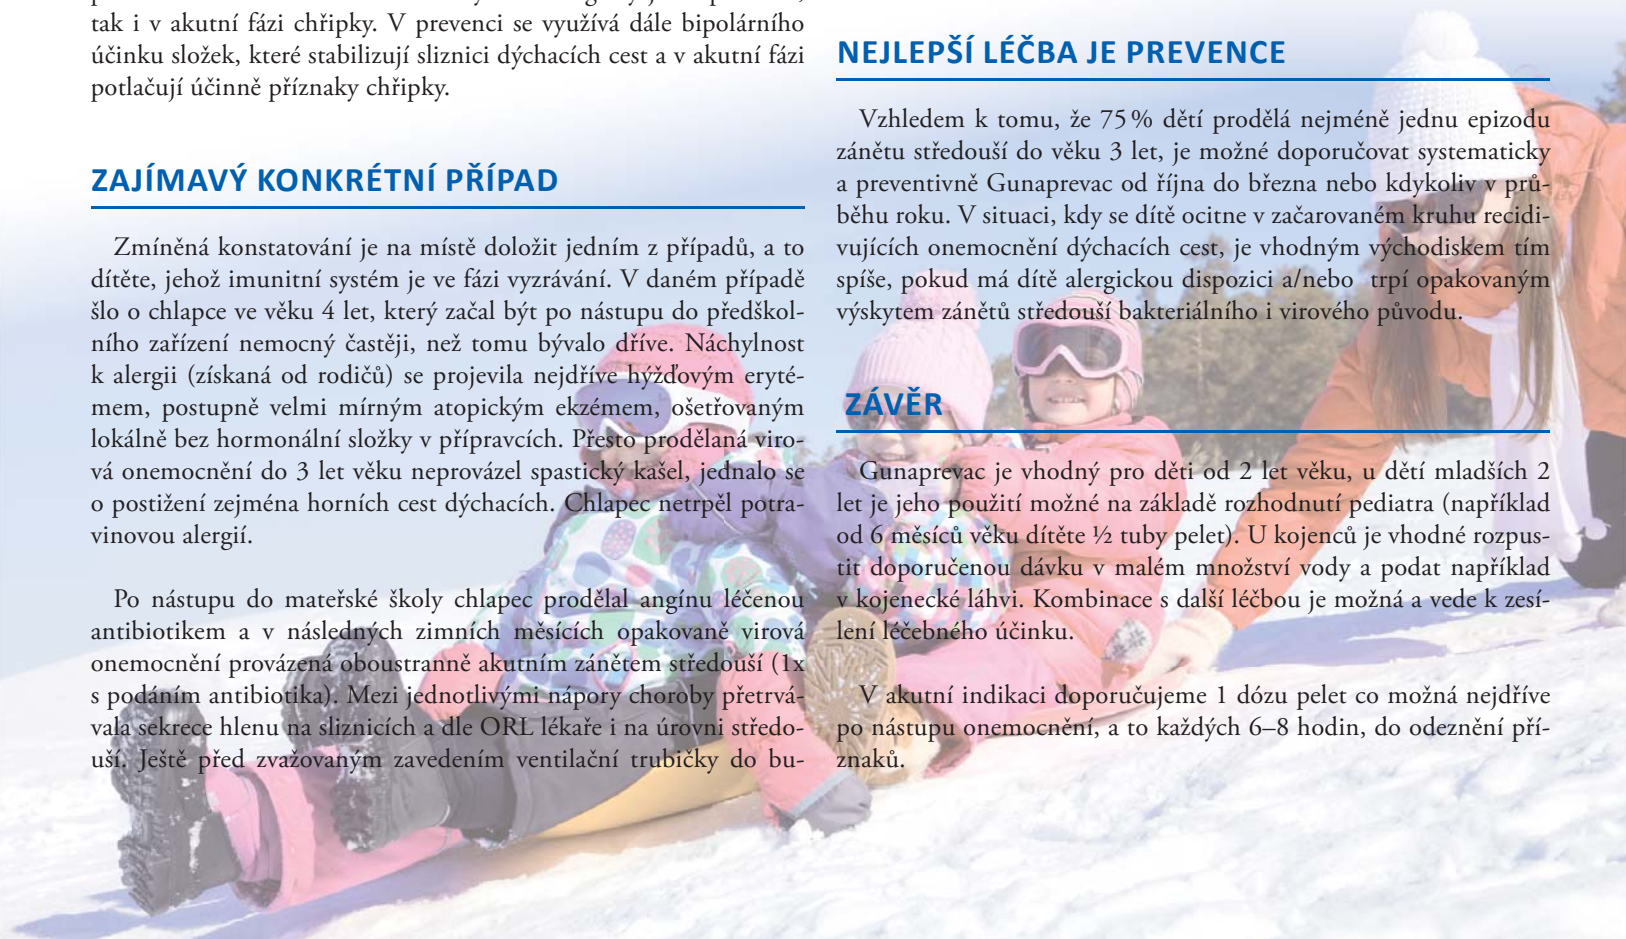 tak i v akutní fázi chřipky. V prevenci se využívá dále bipolárního
účinku složek, které stabilizují sliznici dýchacích cest a v akutní fázi
potlačují účinně příznaky chřipky.
ZAJÍMAVÝ KONKRÉTNÍ PŘÍPAD
Zmíněná konstatování je na místě doložit jedním z případů, a to
dítěte, jehož imunitní systém je ve fázi vyzrávání. V daném případě
šlo o chlapce ve věku 4 let, který začal být po nástupu do předškol-
ního zařízení nemocný častěji, než tomu bývalo dříve. Náchylnost
k alergii (získaná od rodičů) se projevila nejdříve hýžďovým eryté-
mem, postupně velmi mírným atopickým ekzémem, ošetřovaným
lokálně bez hormonální složky v přípravcích. Přesto prodělaná viro-
vá onemocnění do 3 let věku neprovázel spastický kašel, jednalo se
o postižení zejména horních cest dýchacích. Chlapec netrpěl potra-
vinovou alergií.
Po nástupu do mateřské školy chlapec prodělal angínu léčenou
antibiotikem a v následných zimních měsících opakovaně virová
onemocnění provázená oboustranně akutním zánětem středouší (1x
s podáním antibiotika). Mezi jednotlivými nápory choroby přetrvá-
vala sekrece hlenu na sliznicích a dle ORL lékaře i na úrovni středo-
uší. Ještě před zvažovaným zavedením ventilační trubičky do bu-
NEJLEPŠÍ LÉČBA JE PREVENCE
Vzhledem k tomu, že 75 % dětí prodělá nejméně jednu epizodu
zánětu středouší do věku 3 let, je možné doporučovat systematicky
a preventivně Gunaprevac od října do března nebo kdykoliv v prů-
běhu roku. V situaci, kdy se dítě ocitne v začarovaném kruhu recidi-
vujících onemocnění dýchacích cest, je vhodným východiskem tím
spíše, pokud má dítě alergickou dispozici a/nebo trpí opakovaným
výskytem zánětů středouší bakteriálního i virového původu.
ZÁVĚR
Gunaprevac je vhodný pro děti od 2 let věku, u dětí mladších 2
let je jeho použití možné na základě rozhodnutí pediatra (například
od 6 měsíců věku dítěte ½ tuby pelet). U kojenců je vhodné rozpus-
tit doporučenou dávku v malém množství vody a podat například
v kojenecké láhvi. Kombinace s další léčbou je možná a vede k zesí-
lení léčebného účinku.
V akutní indikaci doporučujeme 1 dózu pelet co možná nejdříve
po nástupu onemocnění, a to každých 6–8 hodin, do odeznění pří-
znaků.